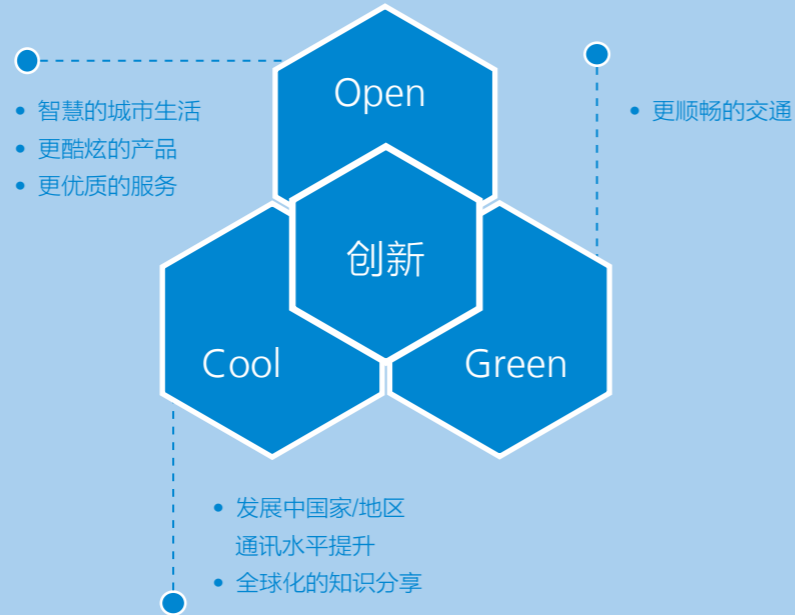 Open
• 智慧的城市生活
• 更酷炫的产品
• 更优质的服务
• 更顺畅的交通
创新
Cool
Green
• 发展中国家/地区
通讯水平提升
• 全球化的知识分享